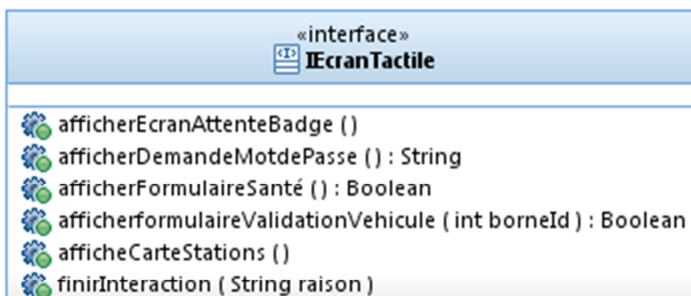 «interface»
IEcranTactile
afficherEcranAttenteBadge ()
afficherDemandeMotdePasse () : String
afficherFormulaireSanté () : Boolean
afficherformulaireValidationVehicule ( int borneId ) : Boolean
afficheCarteStations ()
finirInteraction ( String raison )